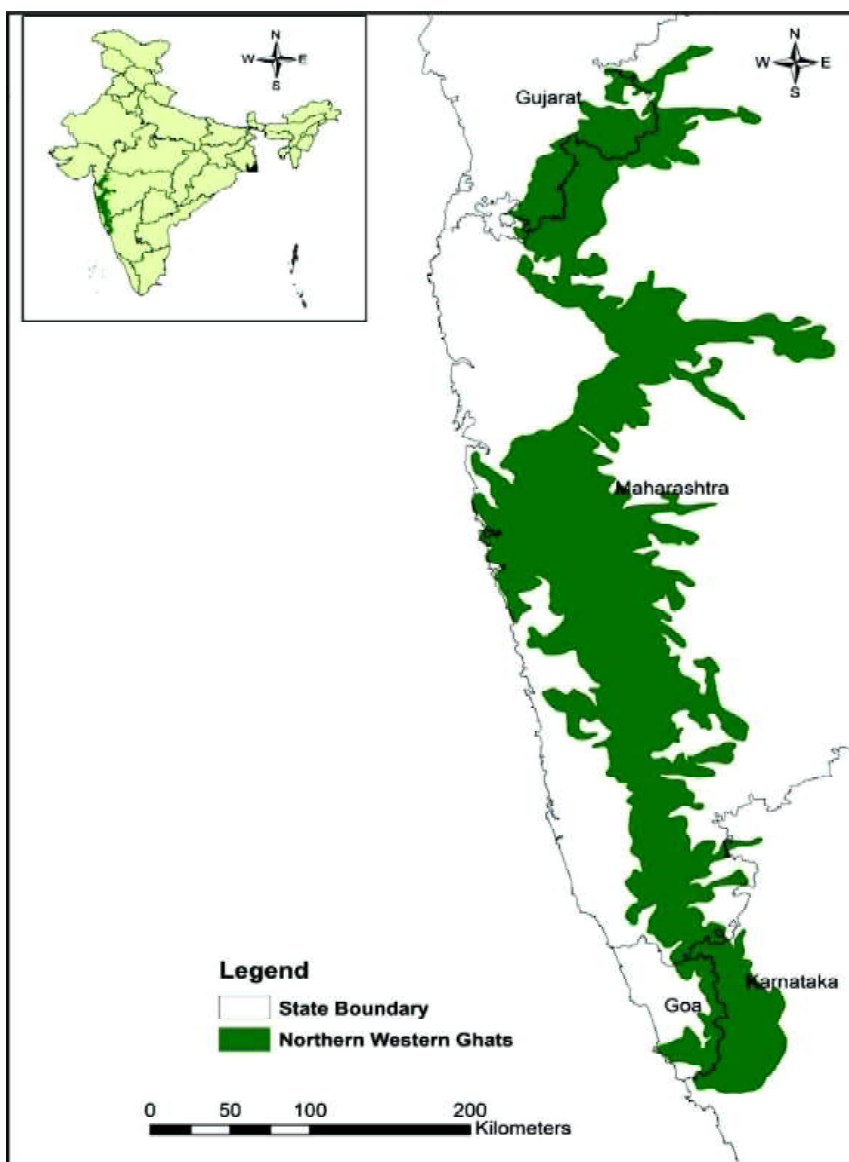 N
W E
S
N
W E
S
Gujarat
Maharashtra
Karnataka
Goa
Legend
State Boundary
Northern Western Ghats
0 50 100 200
Kilometers